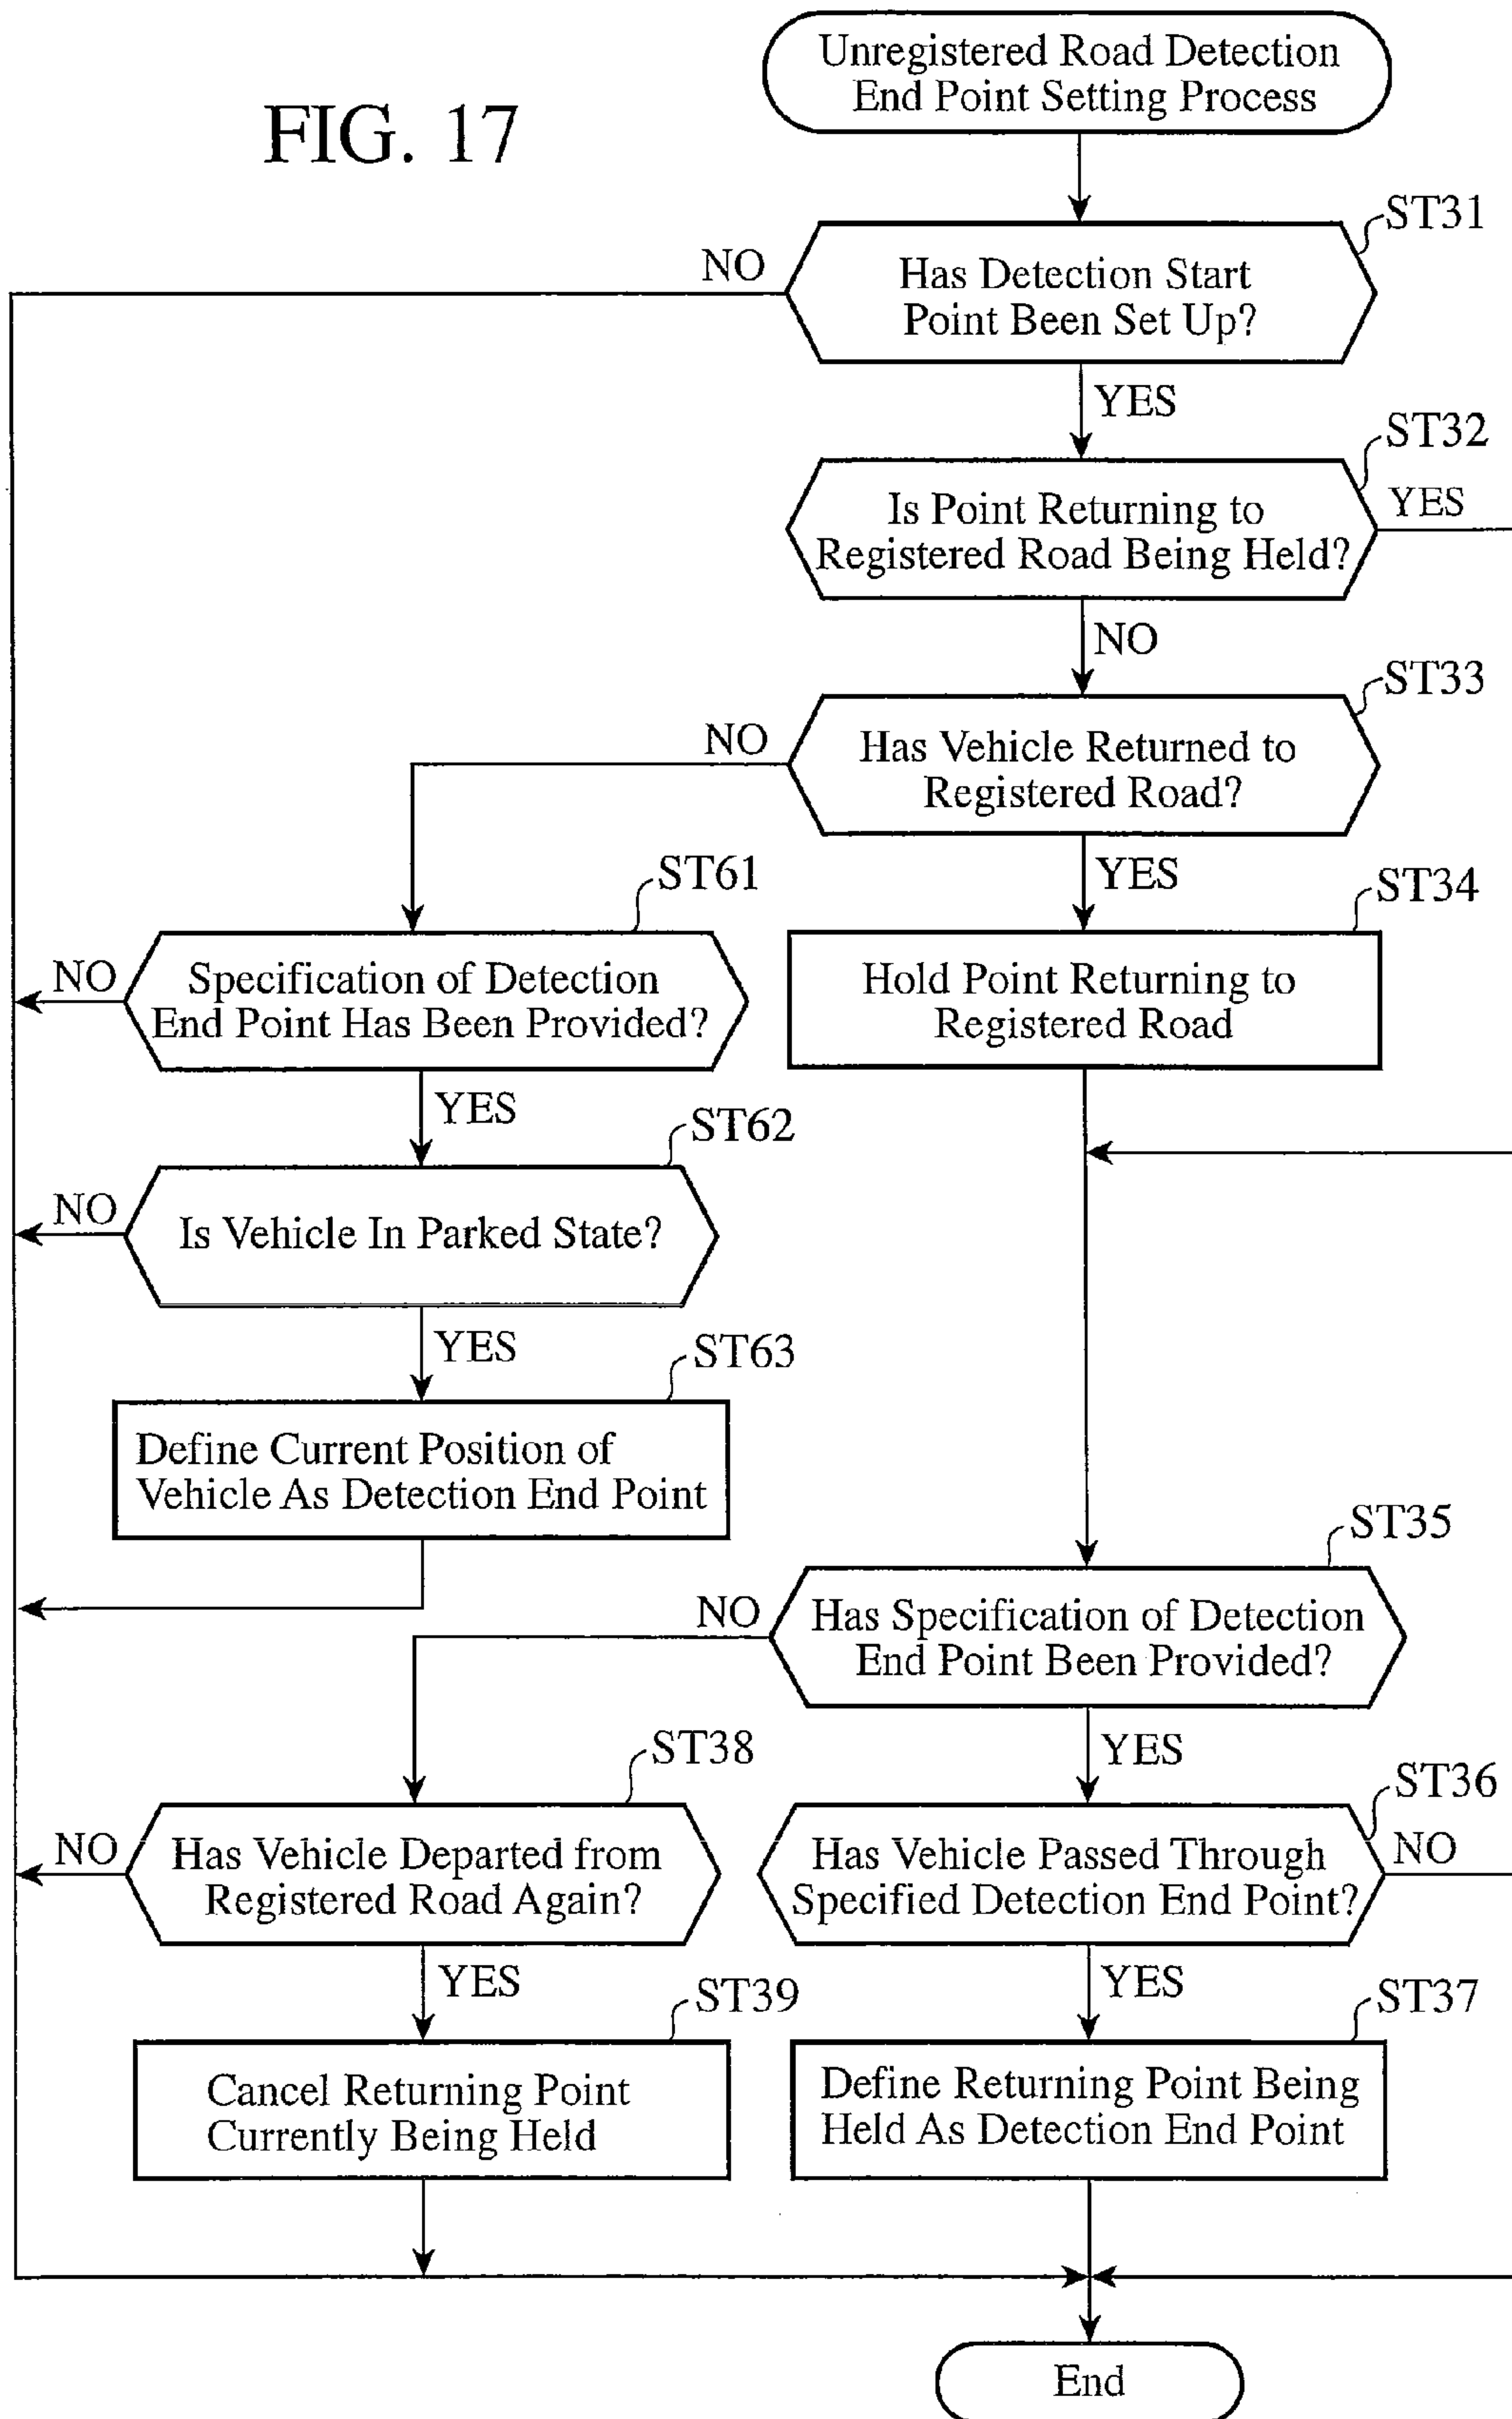 FIG. 17
Unregistered Road Detection
End Point Setting Process
ST31
NO
Has Detection Start
Point Been Set Up?
YES
ST32
Is Point Returning to
Registered Road Being Held?
YES
NO
ST33
NO
Has Vehicle Returned to
Registered Road?
YES
ST61
ST34
NO
Specification of Detection
End Point Has Been Provided?
Hold Point Returning to
Registered Road
YES
ST62
NO
Is Vehicle In Parked State?
YES
ST63
Define Current Position of
Vehicle As Detection End Point
ST35
NO
Has Specification of Detection
End Point Been Provided?
YES
ST38
ST36
NO
Has Vehicle Departed from
Registered Road Again?
Has Vehicle Passed Through
Specified Detection End Point?
NO
YES
YES
ST39
ST37
Cancel Returning Point
Currently Being Held
Define Returning Point Being
Held As Detection End Point
End